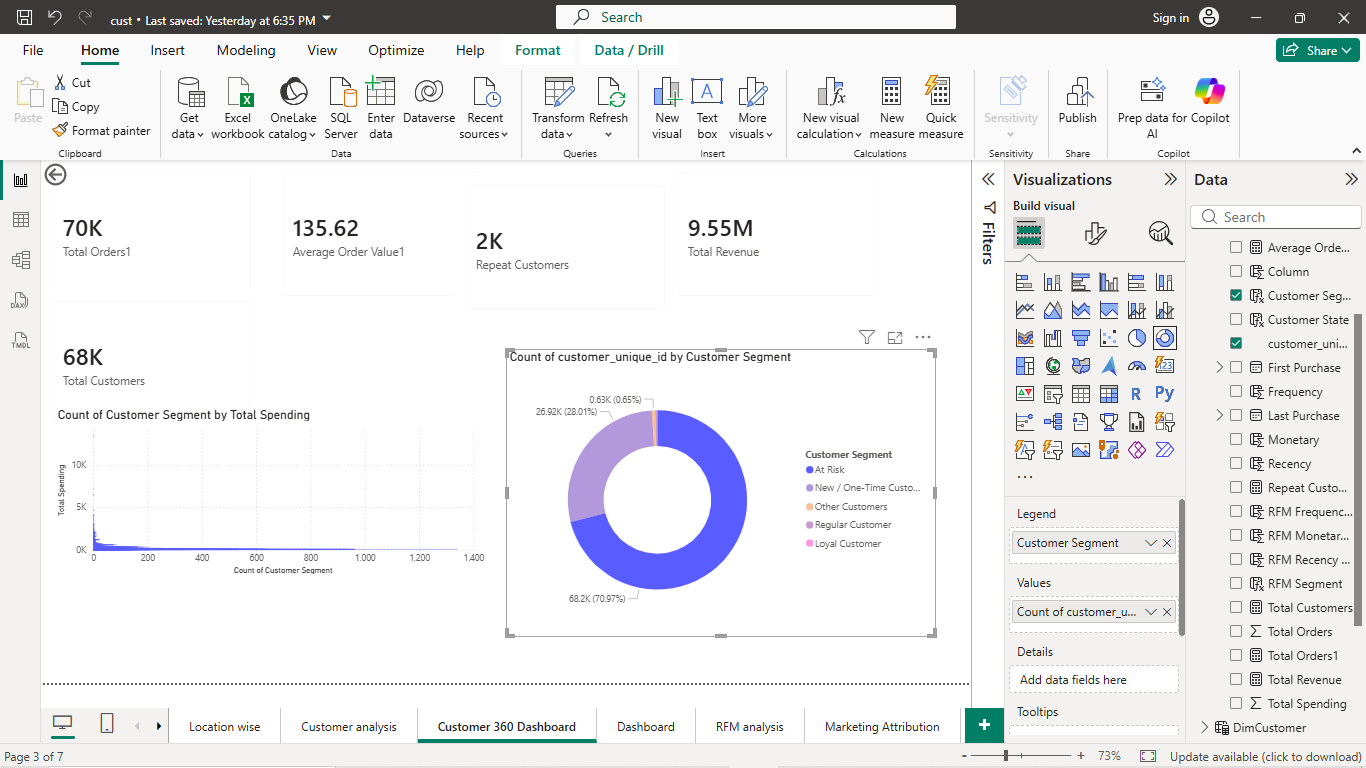 cust • Last saved: Yesterday at 6:35 PM
Search
Sign in
File
Home
Insert
Modeling
View
Optimize
Help
Format
Data / Drill
Share
Paste
Cut
Copy
Format painter
Clipboard
Get data
Excel workbook
OneLake catalog
SQL Server
Enter data
Dataverse
Recent sources
Data
Transform data
Refresh
Queries
New visual
Text box
More visuals
Insert
New visual calculation
New measure
Quick measure
Calculations
Sensitivity
Sensitivity
Publish
Share
Prep data for AI
Copilot
Copilot
DAX
TMDL
70K
Total Orders1
135.62
Average Order Value1
2K
Repeat Customers
9.55M
Total Revenue
68K
Total Customers
Count of Customer Segment by Total Spending
Total Spending
10K
5K
0K
0
200
400
600
800
1,000
1,200
1,400
Count of Customer Segment
Count of customer_unique_id by Customer Segment
0.63K (0.65%)
26.92K (28.01%)
68.2K (70.97%)
Customer Segment
At Risk
New / One-Time Custo...
Other Customers
Regular Customer
Loyal Customer
Filters
Visualizations
Build visual
123
R
Py
Legend
Customer Segment
Values
Count of customer_u...
Details
Add data fields here
Tooltips
Data
Search
Average Orde...
Column
Customer Seg...
Customer State
customer_uni...
First Purchase
Frequency
Last Purchase
Monetary
Recency
Repeat Custo...
RFM Frequenc...
RFM Monetar...
RFM Recency ...
RFM Segment
Total Customers
Total Orders
Total Orders1
Total Revenue
Total Spending
DimCustomer
Location wise
Customer analysis
Customer 360 Dashboard
Dashboard
RFM analysis
Marketing Attribution
Page 3 of 7
73%
Update available (click to download)